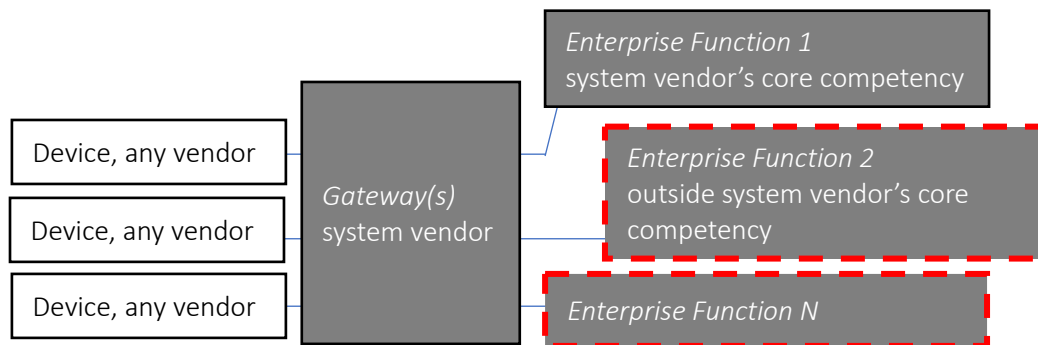 Enterprise Function 1
system vendor’s core competency
Device, any vendor
Enterprise Function 2
outside system vendor’s core
competency
Gateway(s)
system vendor
Device, any vendor
Device, any vendor
Enterprise Function N